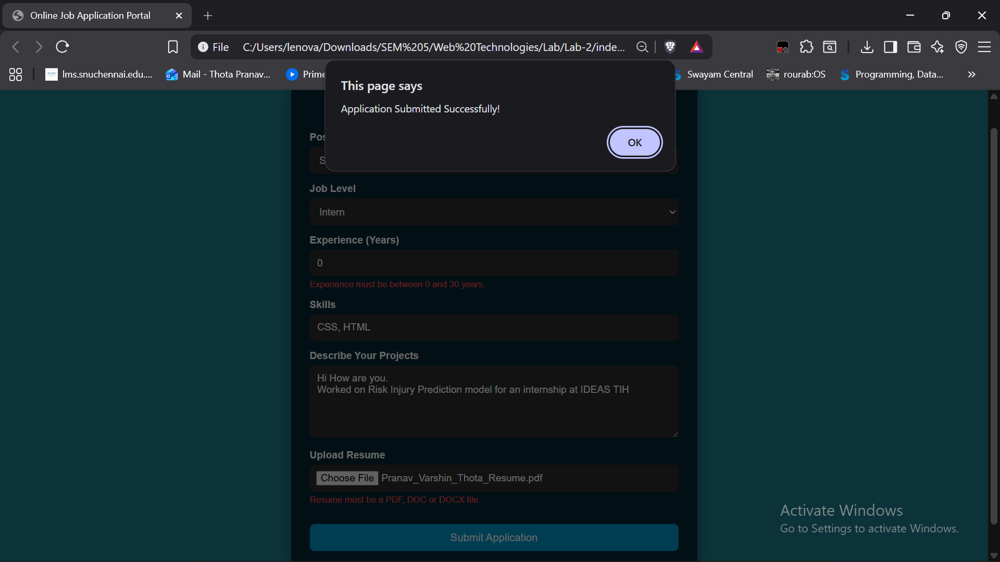 Online Job Application Portal
File C:/Users/lenova/Downloads/SEM%205/Web%20Technologies/Lab/Lab-2/inde...
lms.snuchennai.edu....
Mail - Thota Pranav...
Prime
Swayam Central
rourab:OS
Programming, Data...
This page says
Application Submitted Successfully!
OK
Pos
S
Job Level
Intern
Experience (Years)
0
Experience must be between 0 and 30 years.
Skills
CSS, HTML
Describe Your Projects
Hi How are you.
Worked on Risk Injury Prediction model for an internship at IDEAS TIH
Upload Resume
Choose File Pranav_Varshin_Thota_Resume.pdf
Resume must be a PDF, DOC or DOCX file.
Submit Application
Activate Windows
Go to Settings to activate Windows.